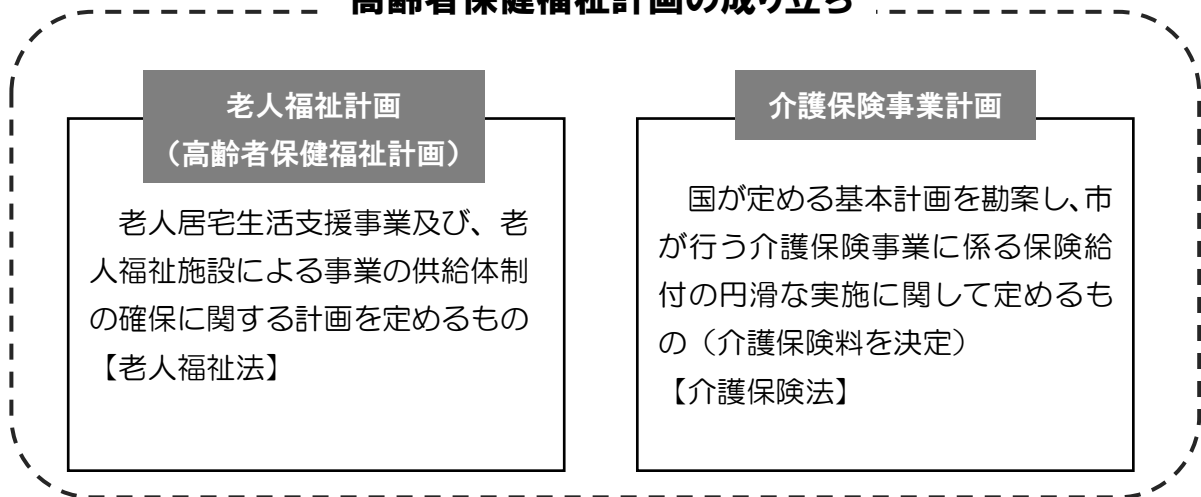 高齢者保健福祉計画の成り立ち
老人福祉計画
（高齢者保健福祉計画）
老人居宅生活支援事業及び、老
人福祉施設による事業の供給体制
の確保に関する計画を定めるもの
【老人福祉法】
介護保険事業計画
国が定める基本計画を勘案し、市
が行う介護保険事業に係る保険給
付の円滑な実施に関して定めるも
の（介護保険料を決定）
【介護保険法】